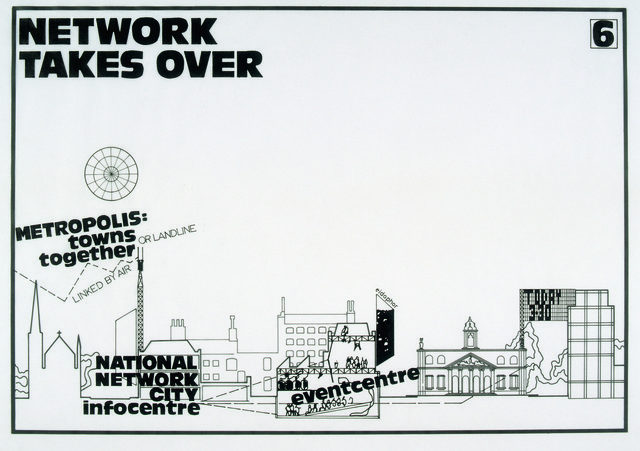 NETWORK
TAKES OVER
6
METROPOLIS:
towns
together
LINKED BY AIR OR LANDLINE
eidophor
TODAY
3:30
NATIONAL
NETWORK
CITY
infocentre
eventcentre